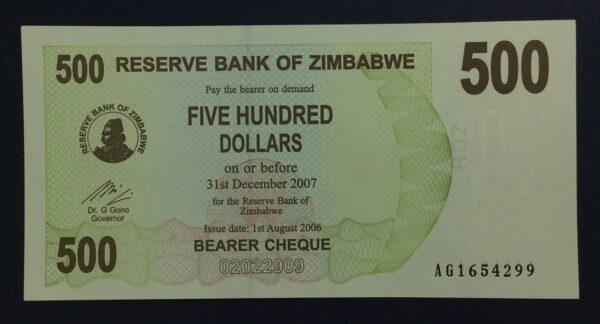 500 RESERVE BANK OF ZIMBABWE 500
Pay the bearer on demand
RESERVE BANK OF ZIMBABWE
FIVE HUNDRED
DOLLARS
on or before
31st December 2007
for the Reserve Bank of
Zimbabwe
Dr. G Gono
Governor
Issue date: 1st August 2006
500 BEARER CHEQUE
02022909
AG1654299
RBZ